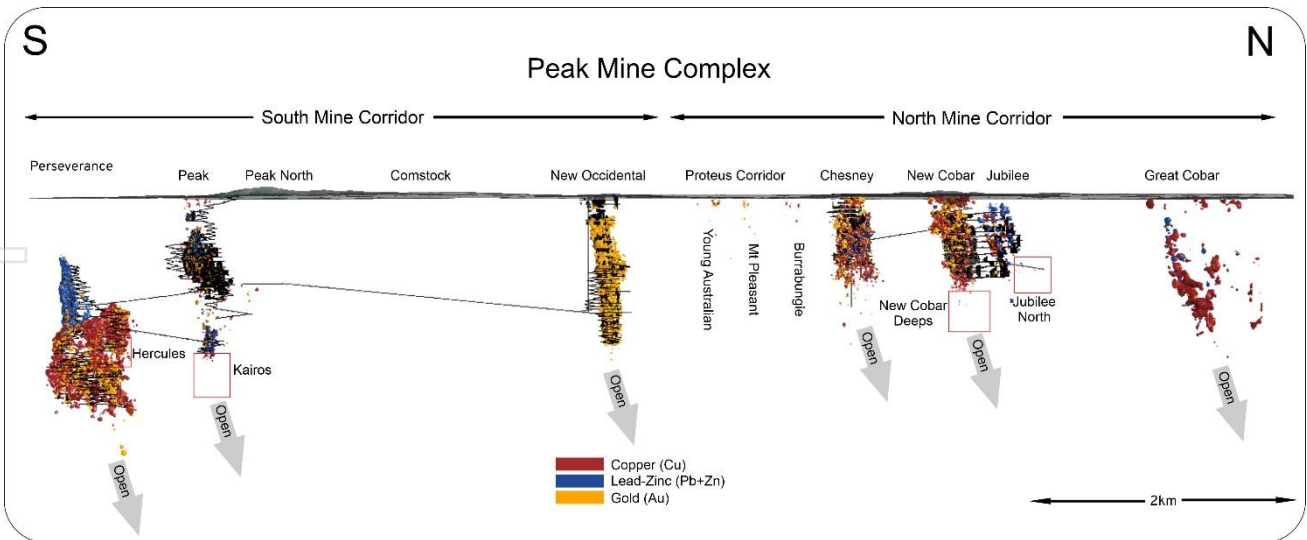 S
N
Peak Mine Complex
South Mine Corridor
North Mine Corridor
Perseverance
Peak
Peak North
Comstock
New Occidental
Proteus Corridor
Chesney
New Cobar
Jubilee
Great Cobar
Young Australian
Mt Pleasant
Burrabungie
Hercules
Kairos
New Cobar
Deeps
Jubilee
North
Open
Open
Open
Open
Open
Open
Copper (Cu)
Lead-Zinc (Pb+Zn)
Gold (Au)
2km